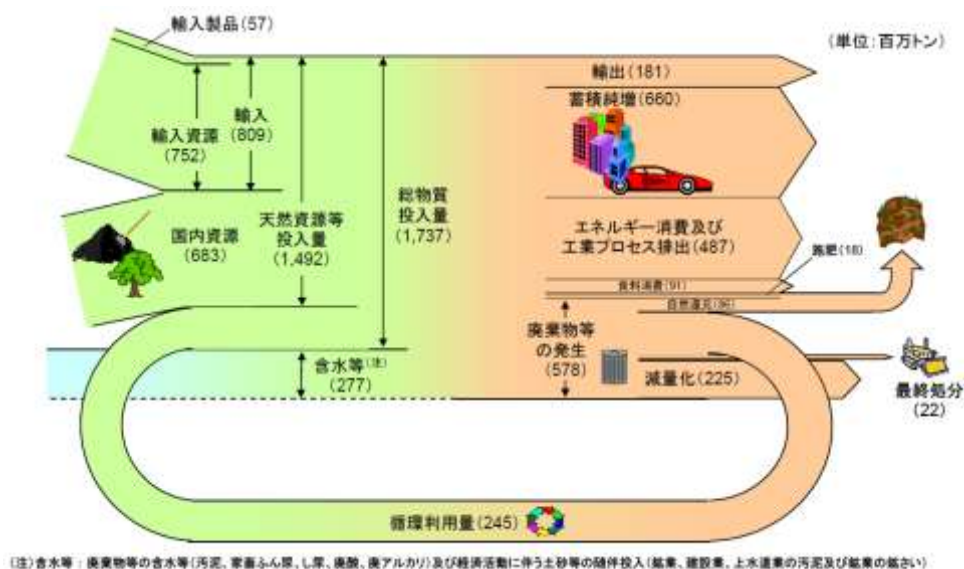 輸入製品(57)
(単位:百万トン)
輸出(181)
蓄積純増(660)
輸入
(809)
輸入資源
(752)
総物質
投入量
(1,737)
国内資源
(683)
天然資源等
投入量
(1,492)
エネルギー消費及び
工業プロセス排出(487)
施肥(18)
食料消費(91)
自然還元(86)
廃棄物等
の発生
(578)
含水等(注)
(277)
減量化(225)
最終処分
(22)
循環利用量(245)
(注)含水等:廃棄物等の含水等(汚泥、家畜ふん尿、し尿、廃酸、廃アルカリ)及び経済活動に伴う土砂等の随伴投入(鉱業、建設業、上水道業の汚泥及び鉱業の鉱さい)